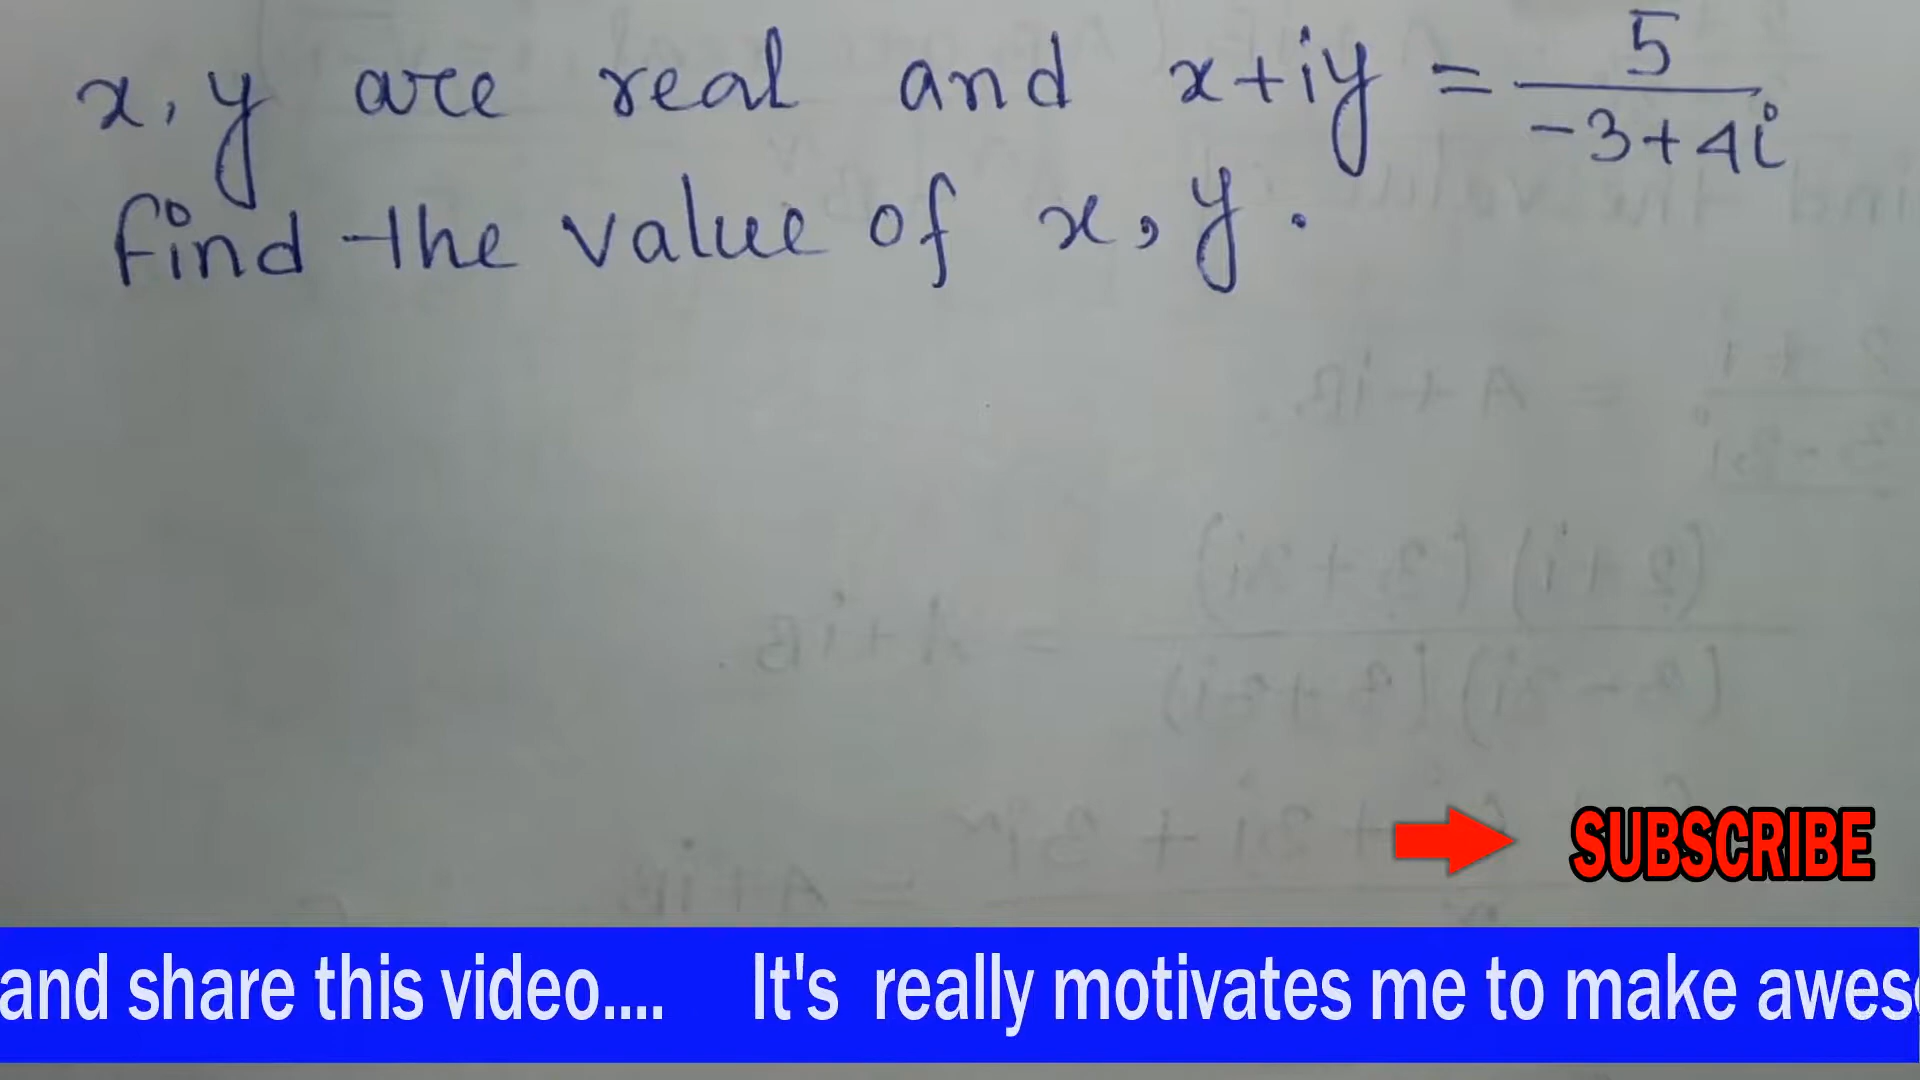 x, y are real and x+iy = 5/(-3+4i)
find the value of x, y.
SUBSCRIBE
and share this video.... It's really motivates me to make